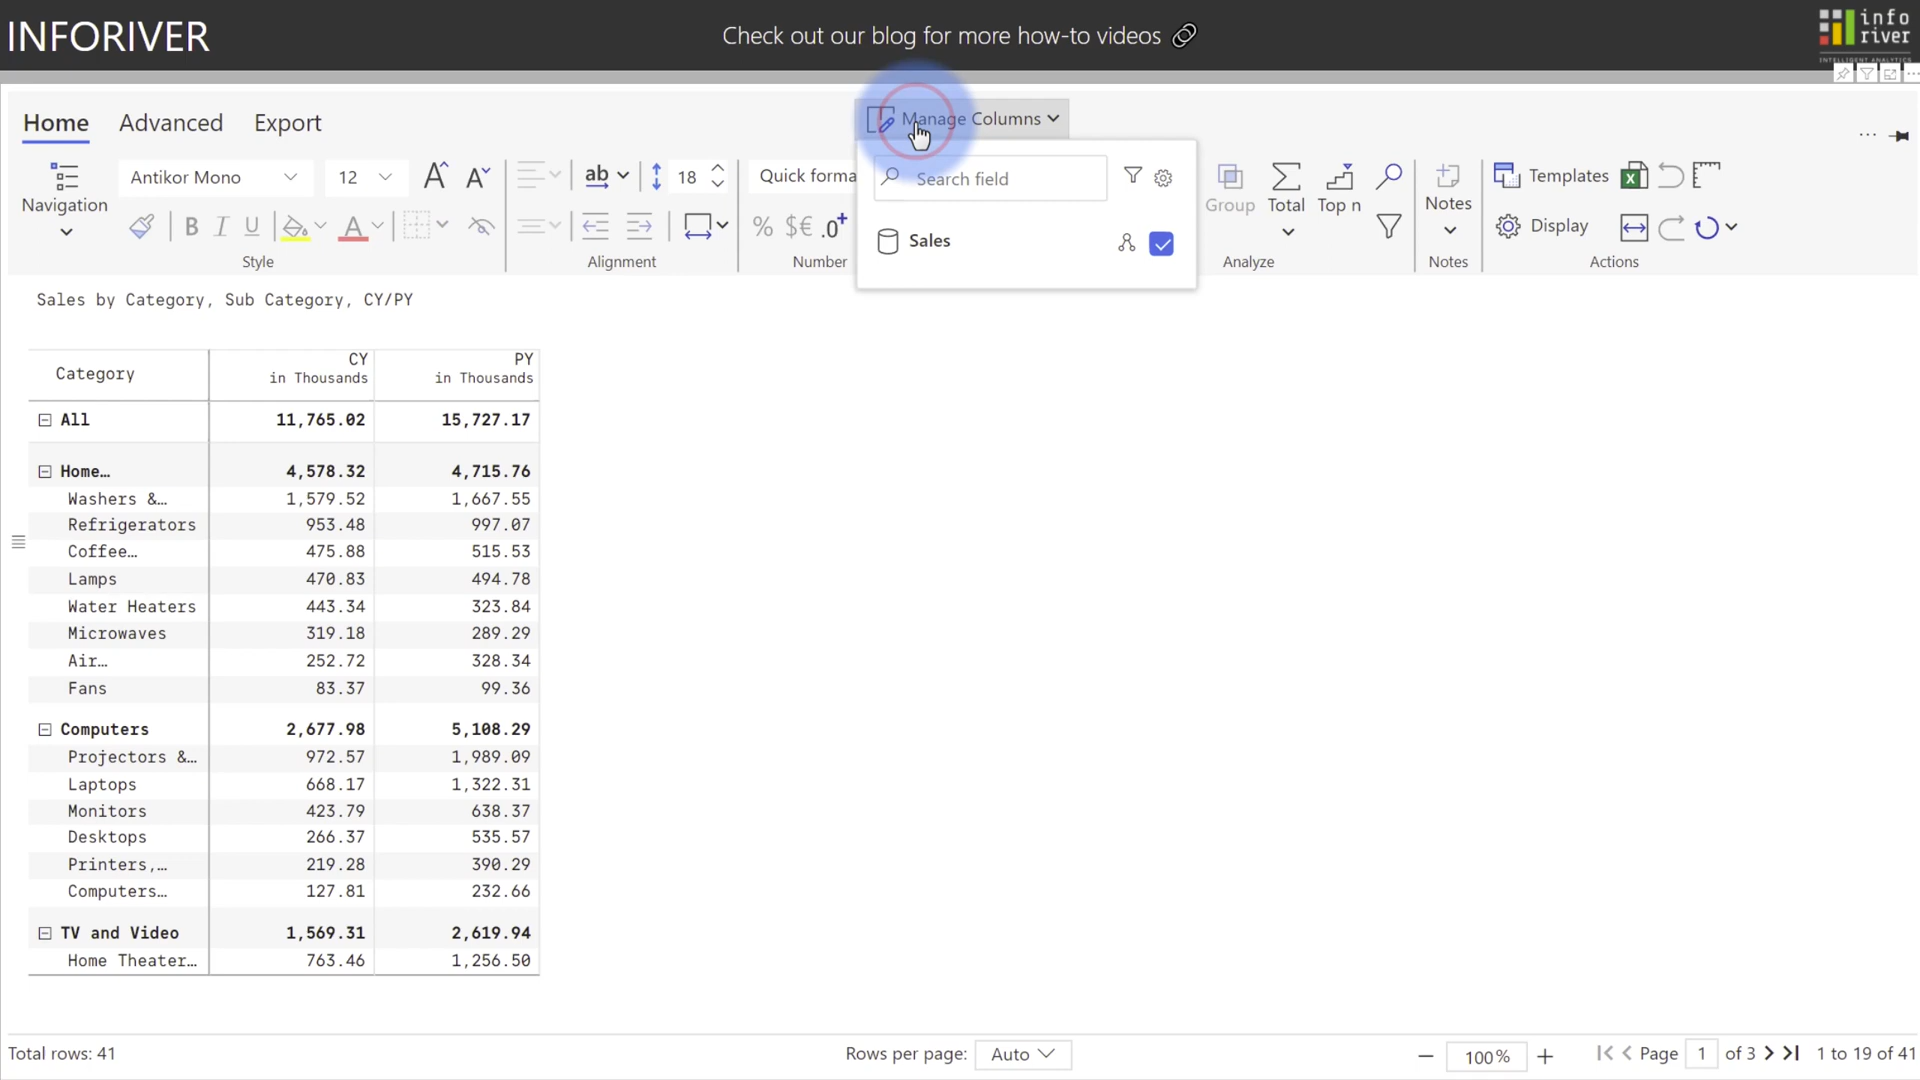 INFORIVER
Check out our blog for more how-to videos
info
river
INTELLIGENT ANALYTICS
Home
Advanced
Export
Manage Columns
Search field
Sales
Navigation
Antikor Mono
12
A
A
B
I
U
A
Style
ab
18
Alignment
Quick forma
% $€ .0+
Number
Group
Total
Top n
Analyze
Notes
Notes
Templates
Display
Actions
Sales by Category, Sub Category, CY/PY
Category
CY
in Thousands
PY
in Thousands
All 11,765.02 15,727.17
Home… 4,578.32 4,715.76
Washers &… 1,579.52 1,667.55
Refrigerators 953.48 997.07
Coffee… 475.88 515.53
Lamps 470.83 494.78
Water Heaters 443.34 323.84
Microwaves 319.18 289.29
Air… 252.72 328.34
Fans 83.37 99.36
Computers 2,677.98 5,108.29
Projectors &… 972.57 1,989.09
Laptops 668.17 1,322.31
Monitors 423.79 638.37
Desktops 266.37 535.57
Printers,… 219.28 390.29
Computers… 127.81 232.66
TV and Video 1,569.31 2,619.94
Home Theater… 763.46 1,256.50
Total rows: 41
Rows per page: Auto
100%
Page 1 of 3
1 to 19 of 41